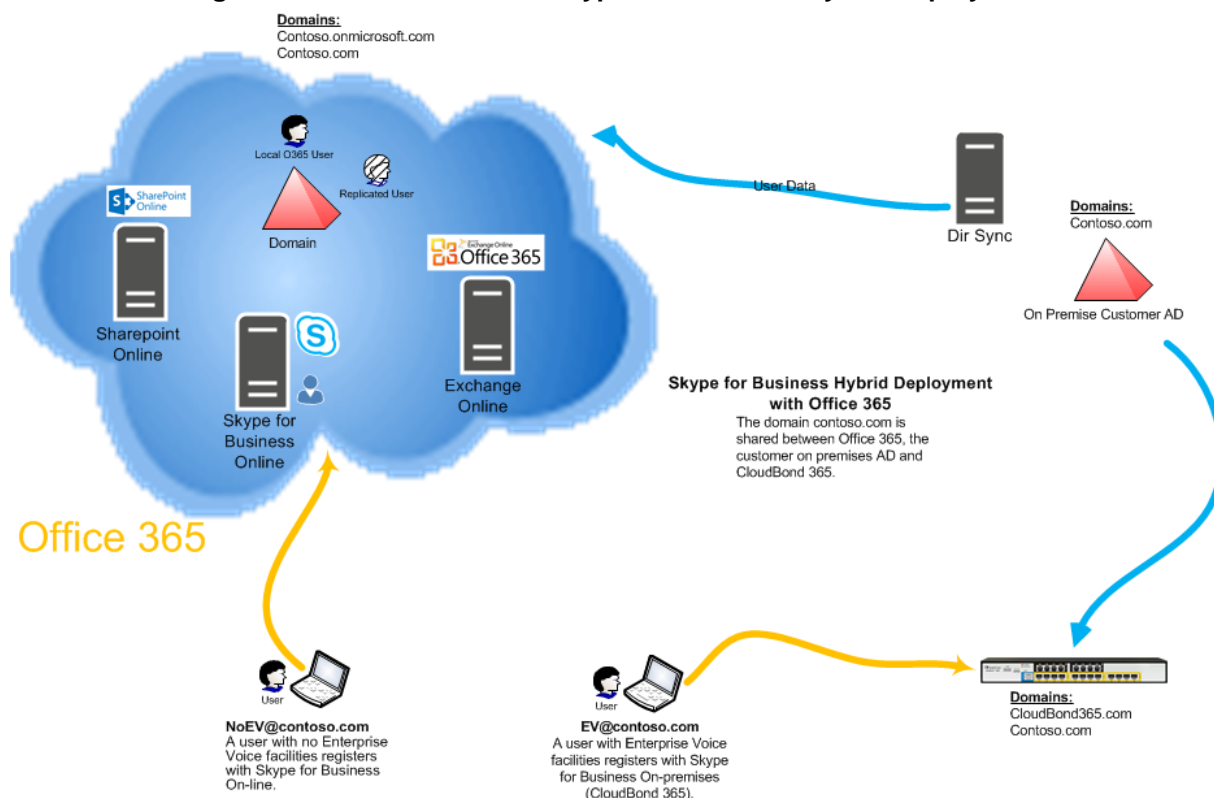 Domains:
Contoso.onmicrosoft.com
Contoso.com
Local O365 User
Replicated User
SharePoint
Online
Domain
Exchange Online
Office 365
Sharepoint
Online
Skype for
Business
Online
Exchange
Online
User Data
Dir Sync
Domains:
Contoso.com
On Premise Customer AD
Skype for Business Hybrid Deployment
with Office 365
The domain contoso.com is
shared between Office 365, the
customer on premises AD and
CloudBond 365.
Office 365
User
NoEV@contoso.com
A user with no Enterprise
Voice facilities registers
with Skype for Business
On-line.
User
EV@contoso.com
A user with Enterprise Voice
facilities registers with Skype
for Business On-premises
(CloudBond 365).
Domains:
CloudBond365.com
Contoso.com